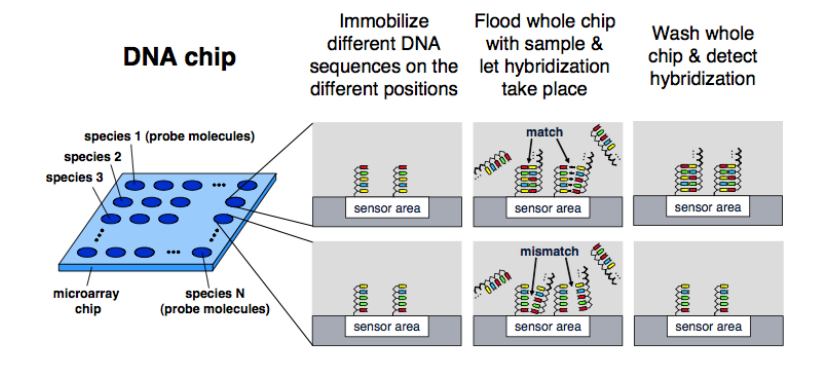 DNA chip
Immobilize
different DNA
sequences on the
different positions
Flood whole chip
with sample &
let hybridization
take place
Wash whole
chip & detect
hybridization
species 1 (probe molecules)
species 2
species 3
microarray
chip
species N
(probe molecules)
sensor area
match
sensor area
sensor area
sensor area
mismatch
sensor area
sensor area